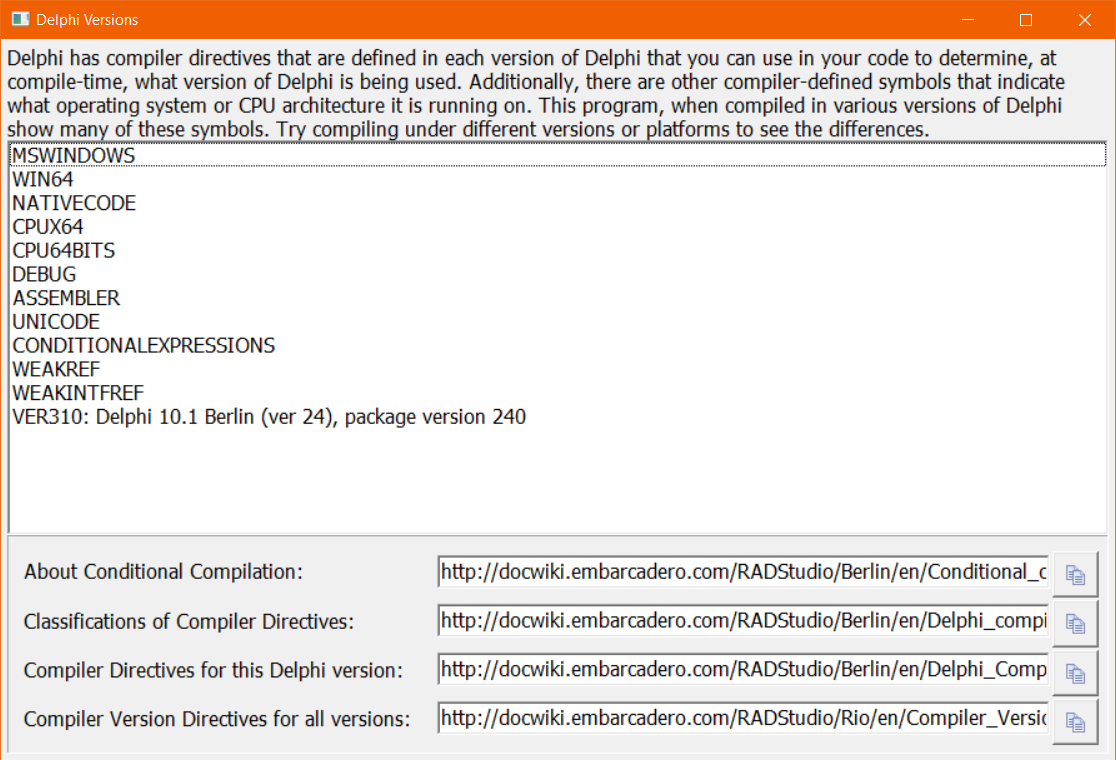 Delphi Versions
Delphi has compiler directives that are defined in each version of Delphi that you can use in your code to determine, at
compile-time, what version of Delphi is being used. Additionally, there are other compiler-defined symbols that indicate
what operating system or CPU architecture it is running on. This program, when compiled in various versions of Delphi
show many of these symbols. Try compiling under different versions or platforms to see the differences.
MSWINDOWS
WIN64
NATIVECODE
CPUX64
CPU64BITS
DEBUG
ASSEMBLER
UNICODE
CONDITIONALEXPRESSIONS
WEAKREF
WEAKINTFREF
VER310: Delphi 10.1 Berlin (ver 24), package version 240
About Conditional Compilation: http://docwiki.embarcadero.com/RADStudio/Berlin/en/Conditional_c
Classifications of Compiler Directives: http://docwiki.embarcadero.com/RADStudio/Berlin/en/Delphi_compi
Compiler Directives for this Delphi version: http://docwiki.embarcadero.com/RADStudio/Berlin/en/Delphi_Comp
Compiler Version Directives for all versions: http://docwiki.embarcadero.com/RADStudio/Rio/en/Compiler_Versio